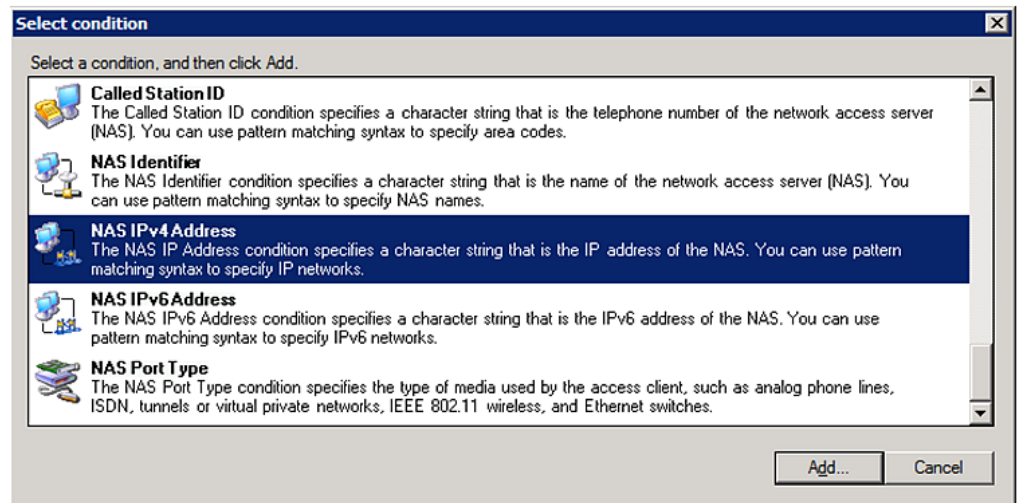 Select condition
Select a condition, and then click Add.
Called Station ID
The Called Station ID condition specifies a character string that is the telephone number of the network access server
(NAS). You can use pattern matching syntax to specify area codes.
NAS Identifier
The NAS Identifier condition specifies a character string that is the name of the network access server (NAS). You
can use pattern matching syntax to specify NAS names.
NAS IPv4 Address
The NAS IP Address condition specifies a character string that is the IP address of the NAS. You can use pattern
matching syntax to specify IP networks.
NAS IPv6 Address
The NAS IPv6 Address condition specifies a character string that is the IPv6 address of the NAS. You can use
pattern matching syntax to specify IPv6 networks.
NAS Port Type
The NAS Port Type condition specifies the type of media used by the access client, such as analog phone lines,
ISDN, tunnels or virtual private networks, IEEE 802.11 wireless, and Ethernet switches.
Add... Cancel